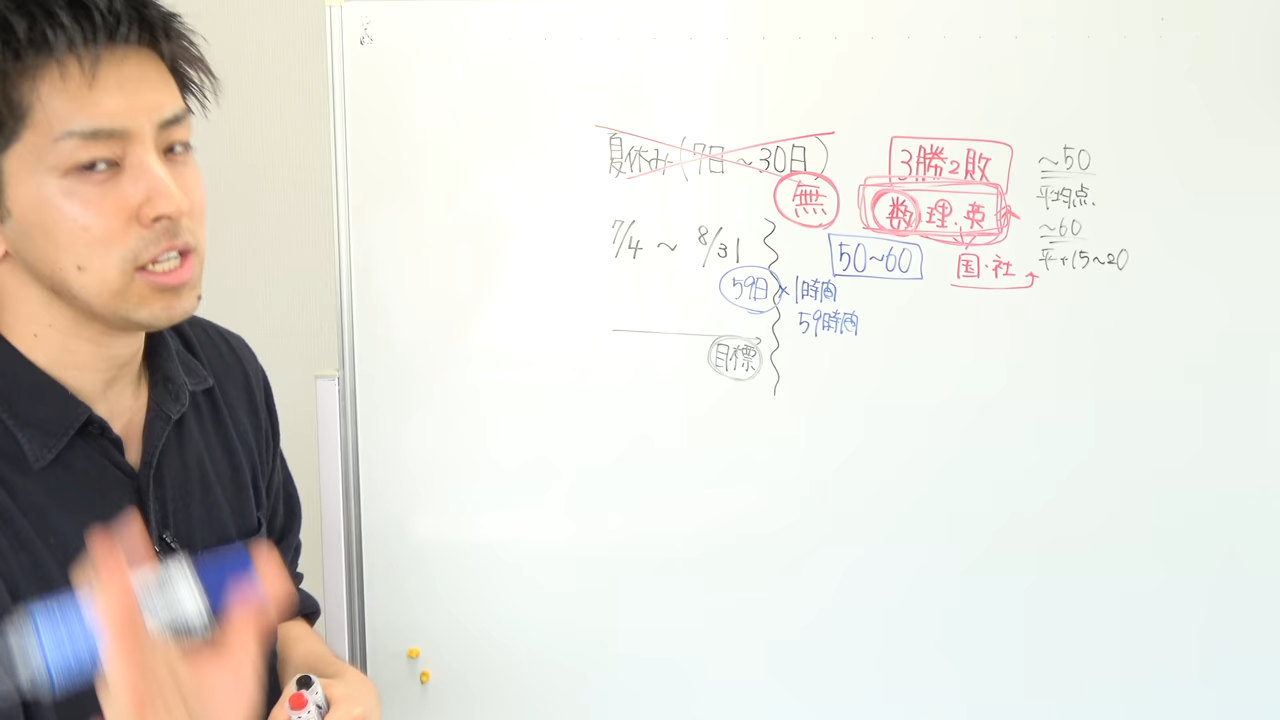 夏休み(7日~30日)
無
7/4 ~ 8/31
59日×1時間
59時間
目標
3勝2敗
数.理.英
50~60
国・社
~50
平均点.
~60
平+15~20